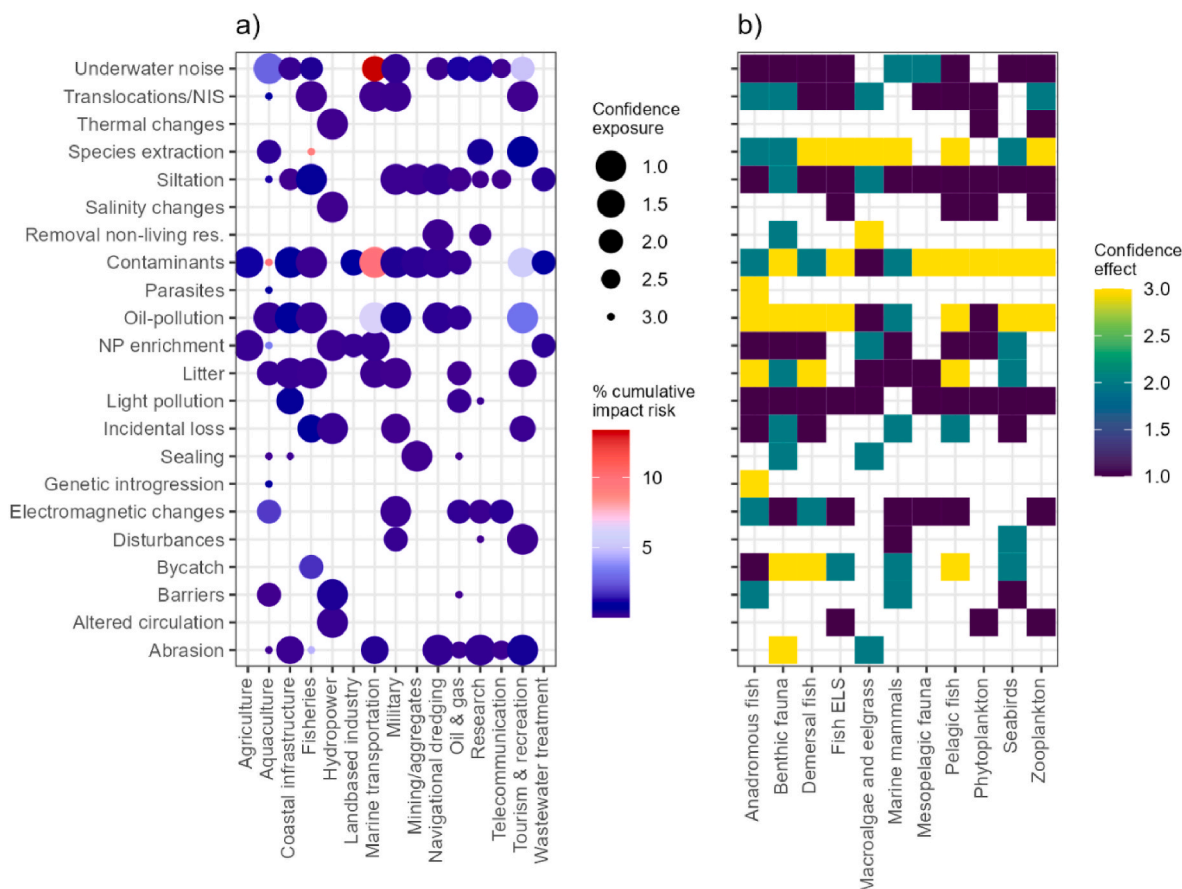 a)
b)
Underwater noise
Translocations/NIS
Thermal changes
Species extraction
Siltation
Salinity changes
Removal non-living res.
Contaminants
Parasites
Oil-pollution
NP enrichment
Litter
Light pollution
Incidental loss
Sealing
Genetic introgression
Electromagnetic changes
Disturbances
Bycatch
Barriers
Altered circulation
Abrasion
Agriculture
Aquaculture
Coastal infrastructure
Fisheries
Hydropower
Landbased industry
Marine transportation
Military
Mining/aggregates
Navigational dredging
Oil & gas
Research
Telecommunication
Tourism & recreation
Wastewater treatment
Confidence
exposure
1.0
1.5
2.0
2.5
3.0
% cumulative
impact risk
10
5
Anadromous fish
Benthic fauna
Demersal fish
Fish ELS
Macroalgae and eelgrass
Marine mammals
Mesopelagic fauna
Pelagic fish
Phytoplankton
Seabirds
Zooplankton
Confidence
effect
3.0
2.5
2.0
1.5
1.0